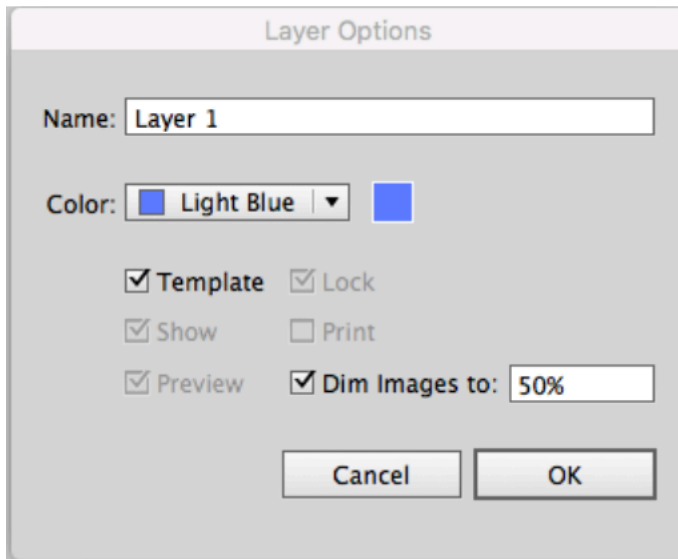 Layer Options
Name: Layer 1
Color: Light Blue
Template Lock
Show Print
Preview Dim Images to: 50%
Cancel OK